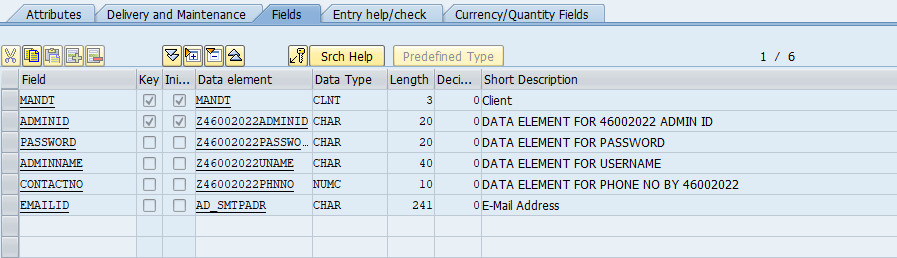 Attributes Delivery and Maintenance Fields Entry help/check Currency/Quantity Fields
Srch Help Predefined Type 1 / 6
Field Key Ini... Data element Data Type Length Deci... Short Description
MANDT MANDT CLNT 3 0 Client
ADMINID Z46002022ADMINID CHAR 20 0 DATA ELEMENT FOR 46002022 ADMIN ID
PASSWORD Z46002022PASSWO... CHAR 20 0 DATA ELEMENT FOR PASSWORD
ADMINNAME Z46002022UNAME CHAR 40 0 DATA ELEMENT FOR USERNAME
CONTACTNO Z46002022PHNNO NUMC 10 0 DATA ELEMENT FOR PHONE NO BY 46002022
EMAILID AD_SMTPADR CHAR 241 0 E-Mail Address